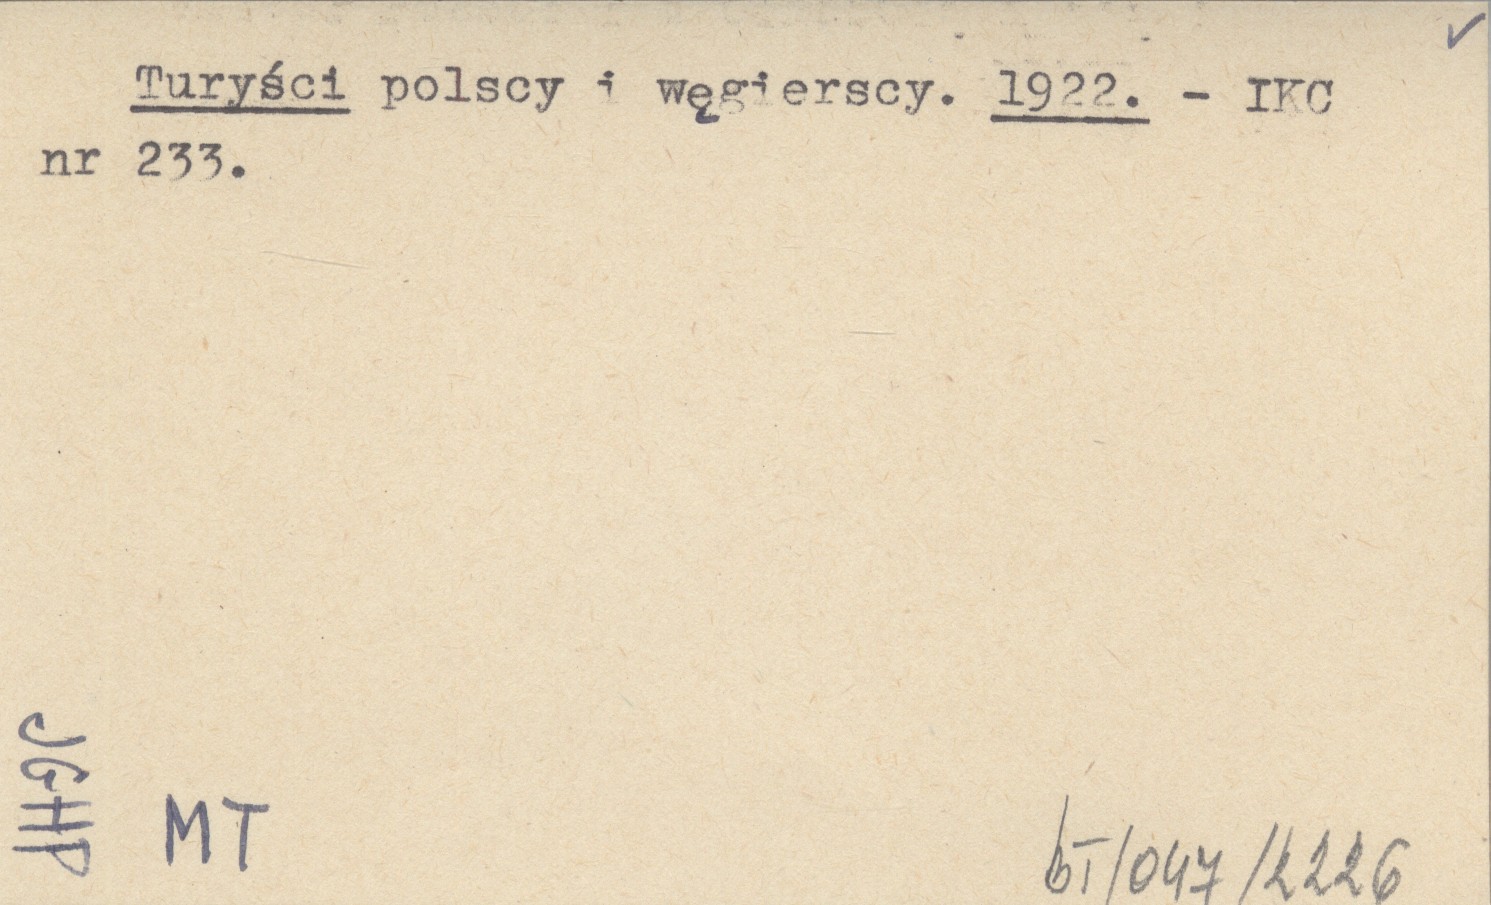 Turyści polscy i węgierscy. 1922. - IKC
nr 233.
JGHP
MT
bT/047/2226